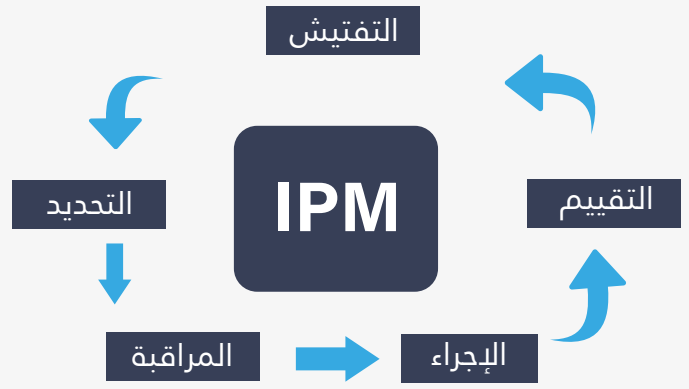 التفتيش
التحديد
IPM
التقييم
المراقبة
الإجراء